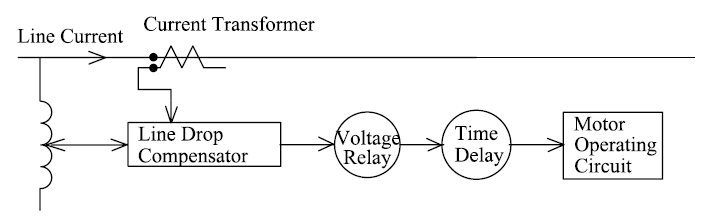 Current Transformer
Line Current
Line Drop
Compensator
Voltage
Relay
Time
Delay
Motor
Operating
Circuit